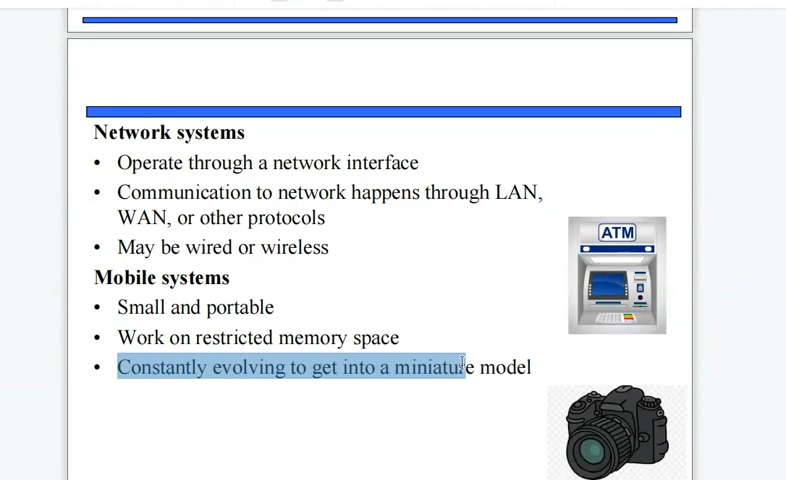 Network systems
• Operate through a network interface
• Communication to network happens through LAN,
WAN, or other protocols
• May be wired or wireless
ATM
Mobile systems
• Small and portable
• Work on restricted memory space
• Constantly evolving to get into a miniature model